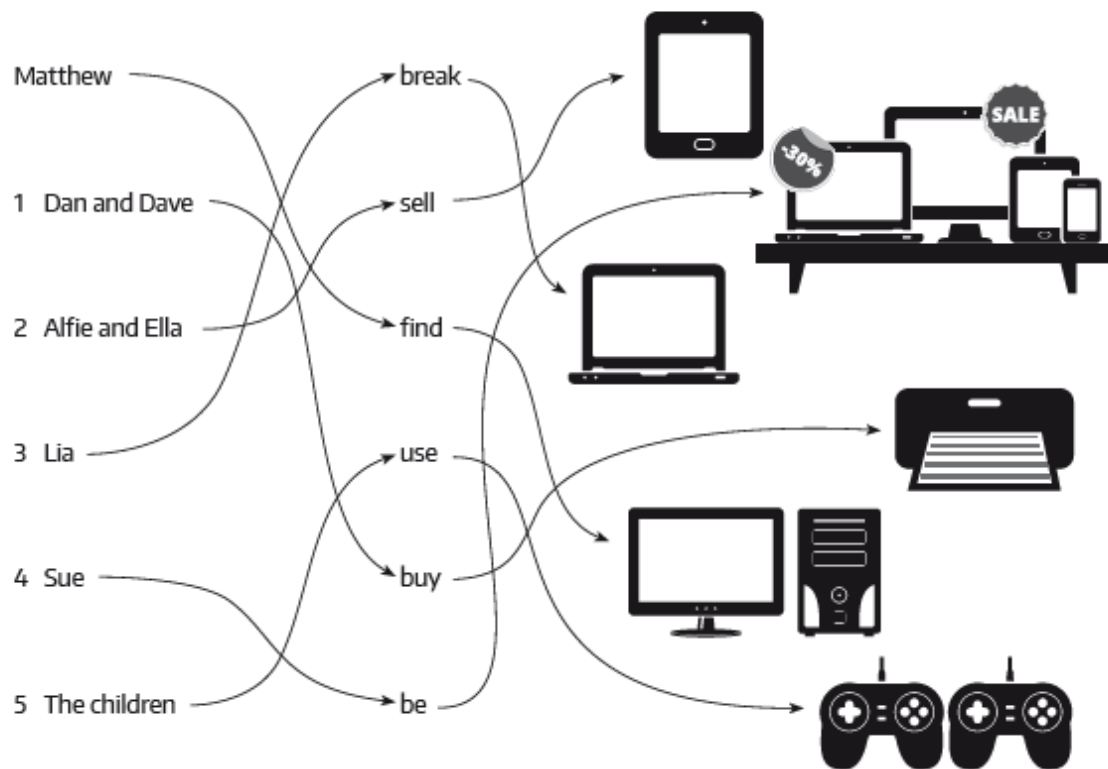 Matthew
break
SALE
-30%
1 Dan and Dave
sell
2 Alfie and Ella
find
3 Lia
use
4 Sue
buy
5 The children
be